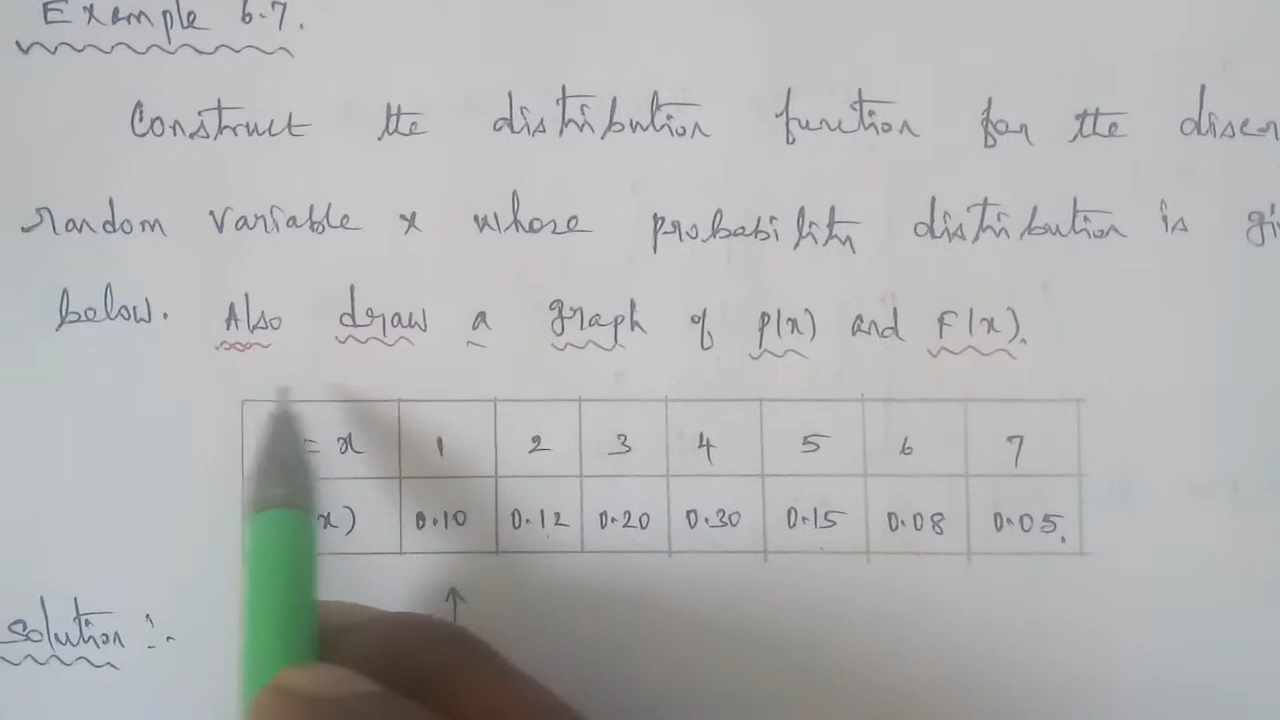 Example 6.7.
Construct the distribution function for the
random variable x whose probability distribution is
below. Also draw a graph of p(x) and F(x).
= x 1 2 3 4 5 6 7
x) 0.10 0.12 0.20 0.30 0.15 0.08 0.05.
Solution :-